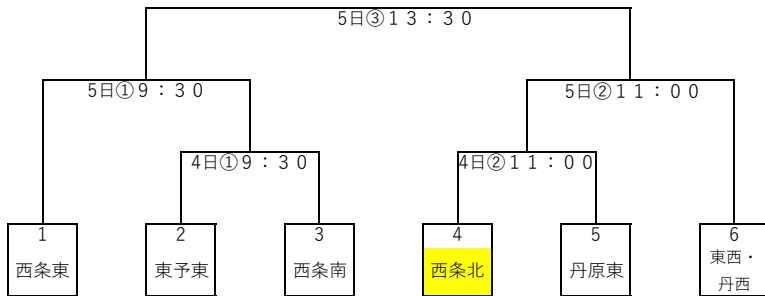 5日③１３：３０
5日①９：３０
5日②１１：００
4日①９：３０
4日②１１：００
1
2
3
4
5
6
西条東
東予東
西条南
西条北
丹原東
東西・
丹西